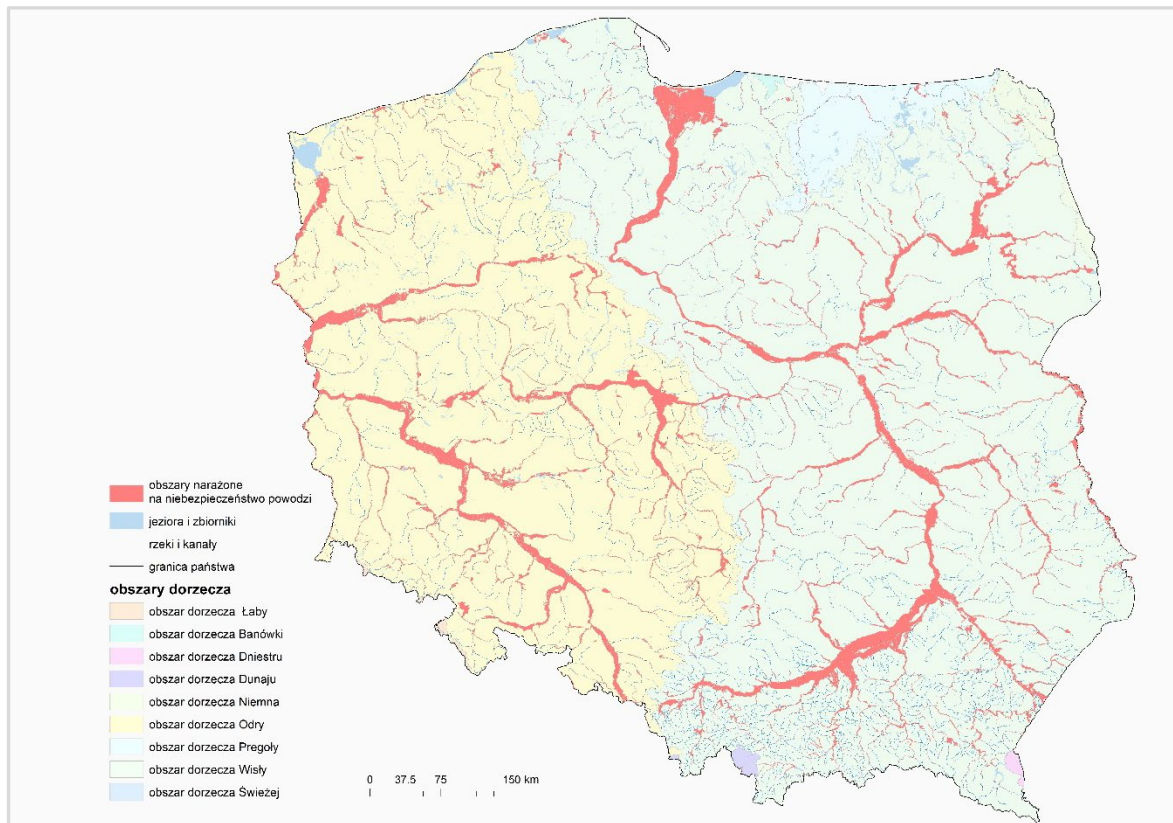 obszary narażone
na niebezpieczeństwo powodzi
jeziora i zbiorniki
rzeki i kanały
granica państwa
obszary dorzecza
obszar dorzecza Łaby
obszar dorzecza Banówki
obszar dorzecza Dniestru
obszar dorzecza Dunaju
obszar dorzecza Niemna
obszar dorzecza Odry
obszar dorzecza Pregoły
obszar dorzecza Wisły
obszar dorzecza Świeżej
0 37.5 75 150 km